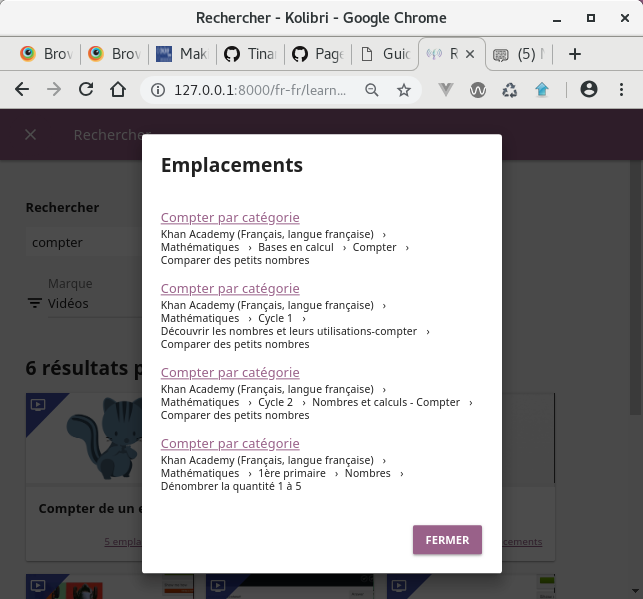 Rechercher - Kolibri - Google Chrome
Brov
Brov
Mak
Tina
Page
Guic
R
(5)
127.0.0.1:8000/fr-fr/learn...
Rechercher
Emplacements
Rechercher
compter
Marque
Vidéos
6 résultats p
Compter par catégorie
Khan Academy (Français, langue française) ›
Mathématiques › Bases en calcul › Compter ›
Comparer des petits nombres
Compter par catégorie
Khan Academy (Français, langue française) ›
Mathématiques › Cycle 1 ›
Découvrir les nombres et leurs utilisations-compter ›
Comparer des petits nombres
Compter par catégorie
Khan Academy (Français, langue française) ›
Mathématiques › Cycle 2 › Nombres et calculs - Compter ›
Comparer des petits nombres
Compter par catégorie
Khan Academy (Français, langue française) ›
Mathématiques › 1ère primaire › Nombres ›
Dénombrer la quantité 1 à 5
Compter de un e
5 empla
cements
FERMER